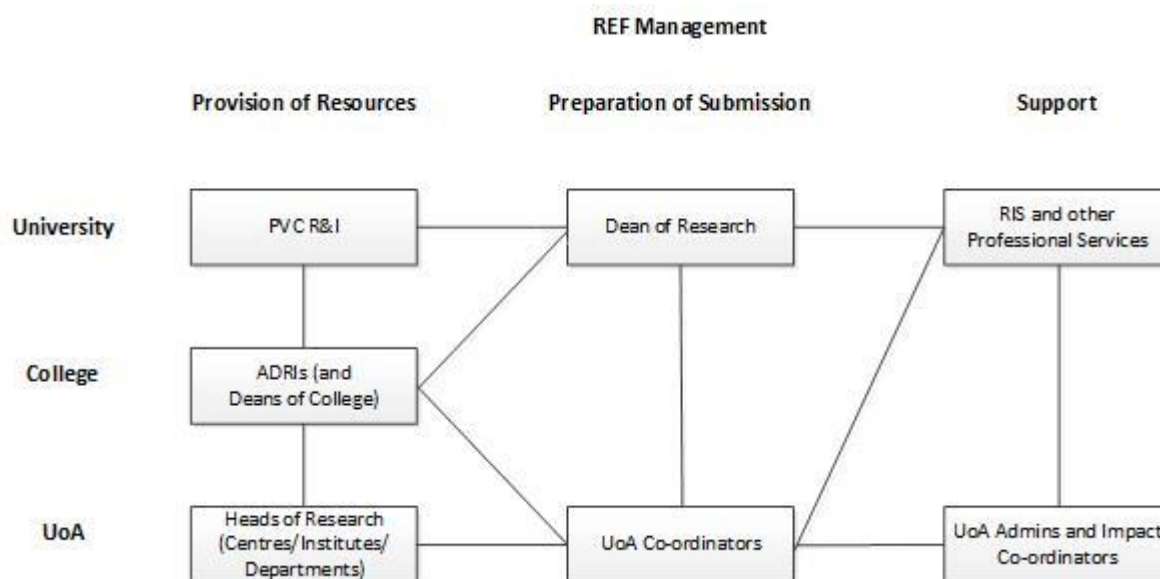 REF Management
Provision of Resources
Preparation of Submission
Support
University
PVC R&I
Dean of Research
RIS and other
Professional Services
College
ADRIs (and
Deans of College)
UoA
Heads of Research
(Centres/Institutes/
Departments)
UoA Co-ordinators
UoA Admins and Impact
Co-ordinators